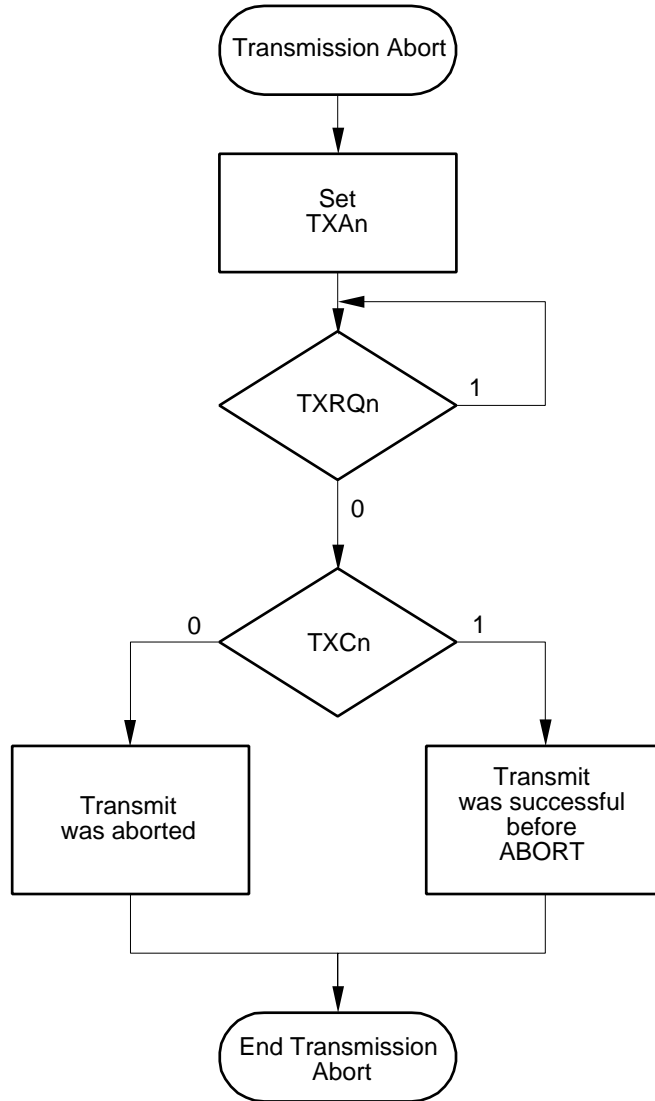 Transmission Abort
Set
TXAn
TXRQn
1
0
0
TXCn
1
Transmit
was aborted
Transmit
was successful
before
ABORT
End Transmission
Abort